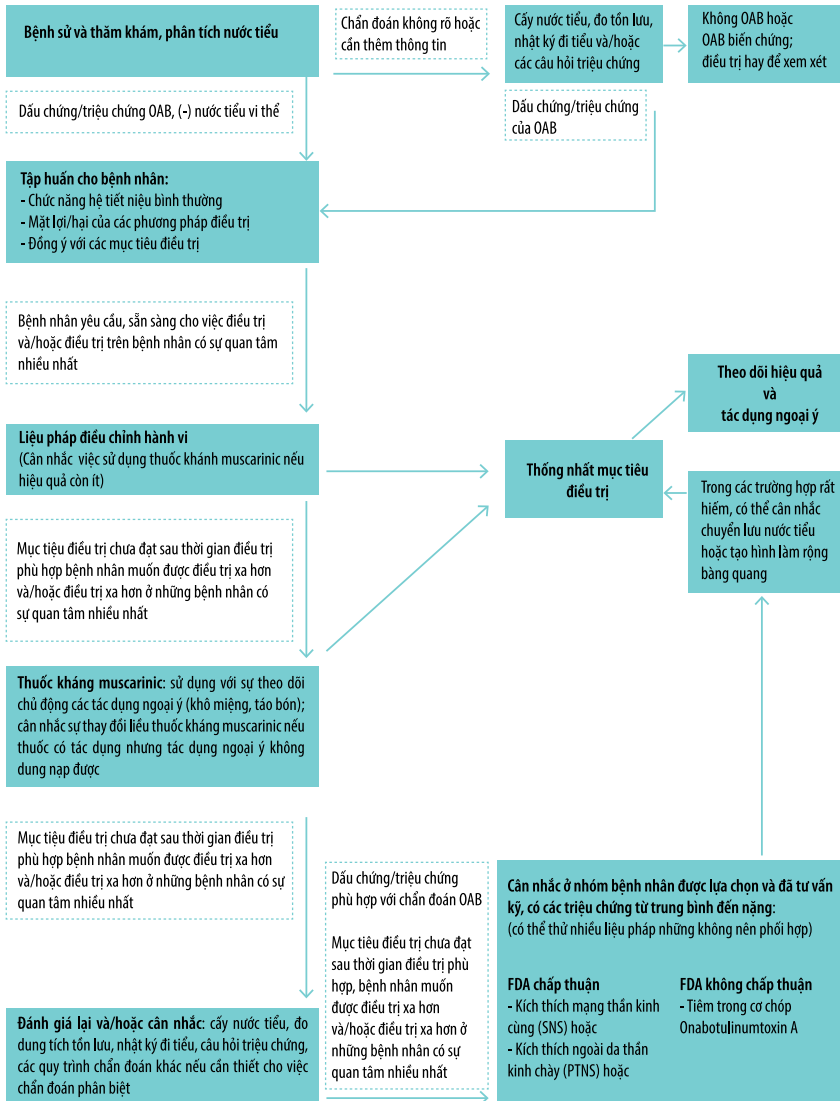 Bệnh sử và thăm khám, phân tích nước tiểu
Chẩn đoán không rõ hoặc
cần thêm thông tin
Cấy nước tiểu, đo tồn lưu,
nhật ký đi tiểu và/hoặc
các câu hỏi triệu chứng
Không OAB hoặc
OAB biến chứng;
điều trị hay để xem xét
Dấu chứng/triệu chứng OAB, (-) nước tiểu vi thể
Dấu chứng/triệu chứng
của OAB
Tập huấn cho bệnh nhân:
- Chức năng hệ tiết niệu bình thường
- Mặt lợi/hại của các phương pháp điều trị
- Đồng ý với các mục tiêu điều trị
Bệnh nhân yêu cầu, sẵn sàng cho việc điều trị
và/hoặc điều trị trên bệnh nhân có sự quan tâm
nhiều nhất
Liệu pháp điều chỉnh hành vi
(Cân nhắc việc sử dụng thuốc khánh muscarinic nếu
hiệu quả còn ít)
Thống nhất mục tiêu
điều trị
Theo dõi hiệu quả
và
tác dụng ngoại ý
Trong các trường hợp rất
hiếm, có thể cân nhắc
chuyển lưu nước tiểu
hoặc tạo hình làm rộng
bàng quang
Mục tiêu điều trị chưa đạt sau thời gian điều trị
phù hợp bệnh nhân muốn được điều trị xa hơn
và/hoặc điều trị xa hơn ở những bệnh nhân có
sự quan tâm nhiều nhất
Thuốc kháng muscarinic: sử dụng với sự theo dõi
chủ động các tác dụng ngoại ý (khô miệng, táo bón);
cân nhắc sự thay đổi liều thuốc kháng muscarinic nếu
thuốc có tác dụng nhưng tác dụng ngoại ý không
dung nạp được
Mục tiêu điều trị chưa đạt sau thời gian điều trị
phù hợp bệnh nhân muốn được điều trị xa hơn
và/hoặc điều trị xa hơn ở những bệnh nhân có sự
quan tâm nhiều nhất
Đánh giá lại và/hoặc cân nhắc: cấy nước tiểu, đo
dung tích tồn lưu, nhật ký đi tiểu, câu hỏi triệu chứng,
các quy trình chẩn đoán khác nếu cần thiết cho việc
chẩn đoán phân biệt
Dấu chứng/triệu chứng
phù hợp với chẩn đoán OAB
Mục tiêu điều trị chưa đạt
sau thời gian điều trị phù
hợp, bệnh nhân muốn
được điều trị xa hơn
và/hoặc điều trị xa hơn ở
những bệnh nhân có sự
quan tâm nhiều nhất
Cân nhắc ở nhóm bệnh nhân được lựa chọn và đã tư vấn
kỹ, có các triệu chứng từ trung bình đến nặng:
(có thể thử nhiều liệu pháp những không nên phối hợp)
FDA chấp thuận
- Kích thích mạng thần kinh
cùng (SNS) hoặc
- Kích thích ngoài da thần
kinh chày (PTNS) hoặc
FDA không chấp thuận
- Tiêm trong cơ chóp
Onabotulinumtoxin A